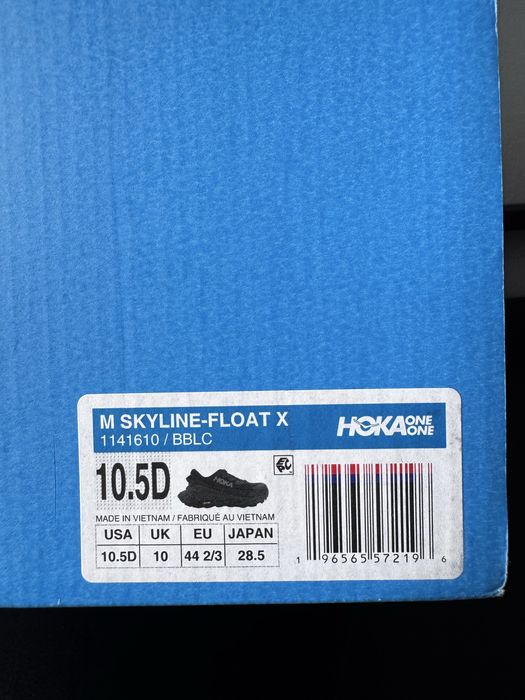 M SKYLINE-FLOAT X
1141610 / BBLC
HOKA ONE ONE
10.5D
HOKA
MADE IN VIETNAM / FABRIQUÉ AU VIETNAM
USA UK EU JAPAN
10.5D 10 44 2/3 28.5
1 96565 57219 6